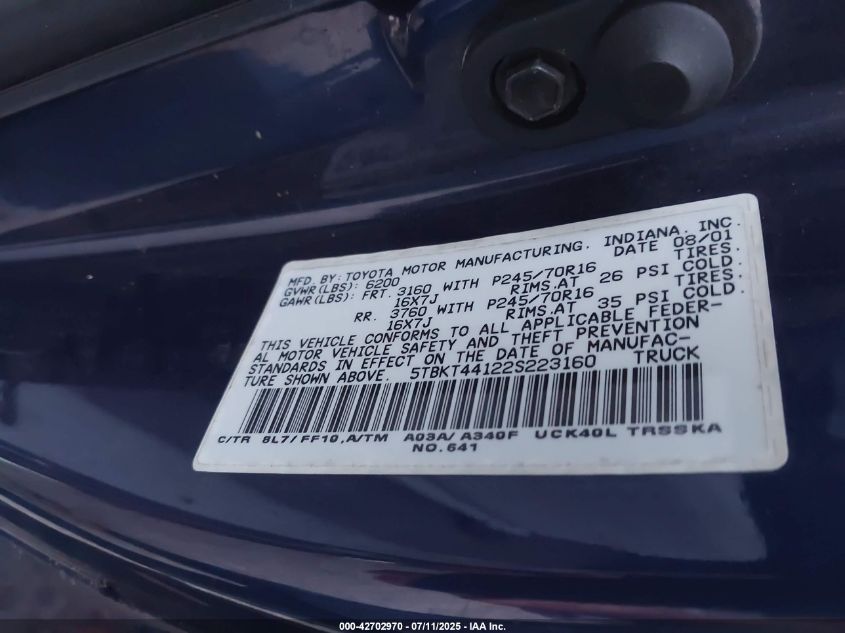 MFD. BY: TOYOTA MOTOR MANUFACTURING. INDIANA. INC.
GVWR(LBS): 6200 DATE 08/01
GAWR(LBS): FRT. 3160 WITH P245/70R16 TIRES.
16X7J RIMS.AT 26 PSI COLD.
RR. 3760 WITH P245/70R16 TIRES.
16X7J RIMS.AT 35 PSI COLD.
THIS VEHICLE CONFORMS TO ALL APPLICABLE FEDER-
AL MOTOR VEHICLE SAFETY AND THEFT PREVENTION
STANDARDS IN EFFECT ON THE DATE OF MANUFAC-
TURE SHOWN ABOVE. 5TBKT44122S223160 TRUCK
C/TR 8L7/FF10,A/TM A03A/A340F UCK40L TRSSKA
NO.641
000-42702970 - 07/11/2025 - IAA Inc.